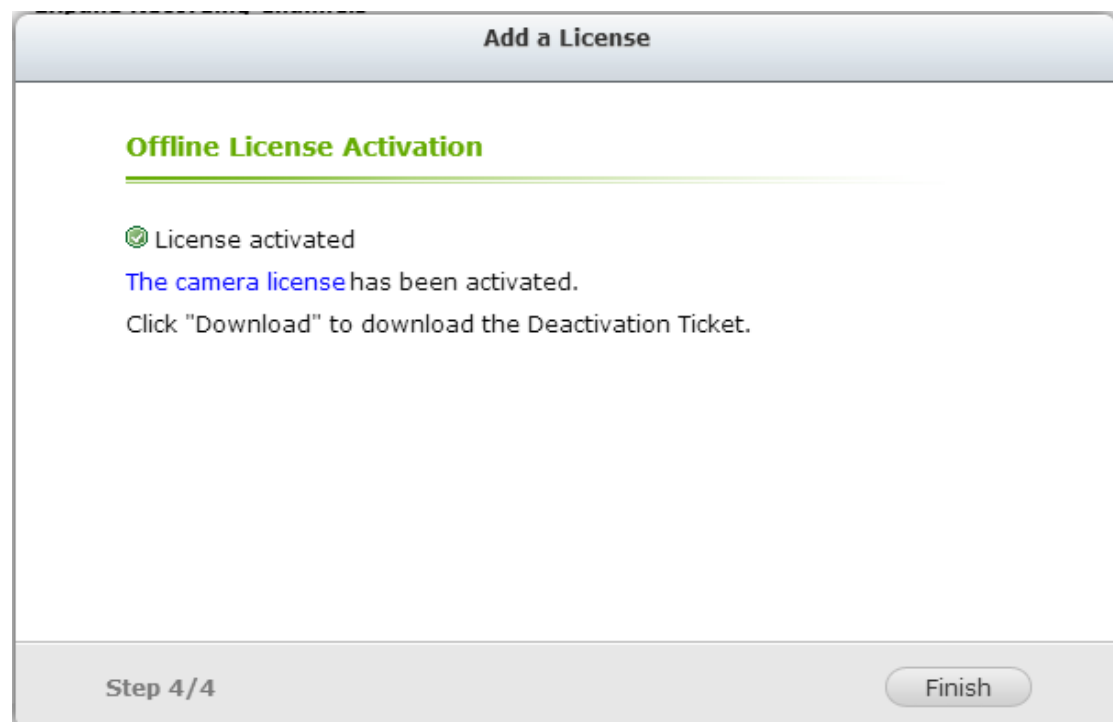 Add a License
Offline License Activation
License activated
The camera license has been activated.
Click "Download" to download the Deactivation Ticket.
Step 4/4
Finish